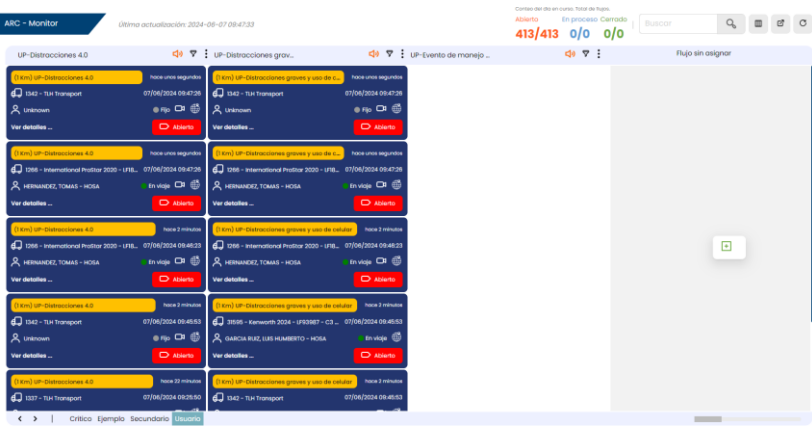 Conteo del día en curso. Total de flujos.
ARC - Monitor
Última actualización: 2024-06-07 09:47:33
Abierto En proceso Cerrado
413/413 0/0 0/0
Buscar
UP-Distracciones 4.0
UP-Distracciones grav...
UP-Evento de manejo ...
Flujo sin asignar
(1 Km) UP-Distracciones 4.0 hace unos segundos
1342 - TLH Transport 07/06/2024 09:47:26
Unknown Fijo
Ver detalles ... Abierto
(1 Km) UP-Distracciones 4.0 hace unos segundos
1266 - International ProStar 2020 - LF18... 07/06/2024 09:47:26
HERNANDEZ, TOMAS - HOSA En viaje
Ver detalles ... Abierto
(1 Km) UP-Distracciones 4.0 hace 2 minutos
1266 - International ProStar 2020 - LF18... 07/06/2024 09:46:23
HERNANDEZ, TOMAS - HOSA En viaje
Ver detalles ... Abierto
(1 Km) UP-Distracciones 4.0 hace 2 minutos
1342 - TLH Transport 07/06/2024 09:45:53
Unknown Fijo
Ver detalles ... Abierto
(1 Km) UP-Distracciones 4.0 hace 22 minutos
1337 - TLH Transport 07/06/2024 09:25:50
(1 Km) UP-Distracciones graves y uso de c... hace unos segundos
1342 - TLH Transport 07/06/2024 09:47:26
Unknown Fijo
Ver detalles ... Abierto
(1 Km) UP-Distracciones graves y uso de c... hace unos segundos
1266 - International ProStar 2020 - LF18... 07/06/2024 09:47:26
HERNANDEZ, TOMAS - HOSA En viaje
Ver detalles ... Abierto
(1 Km) UP-Distracciones graves y uso de celular hace 2 minutos
1266 - International ProStar 2020 - LF18... 07/06/2024 09:46:23
HERNANDEZ, TOMAS - HOSA En viaje
Ver detalles ... Abierto
(1 Km) UP-Distracciones graves y uso de celular hace 2 minutos
31595 - Kenworth 2024 - LF93987 - C3 ... 07/06/2024 09:45:53
GARCIA RUIZ, LUIS HUMBERTO - HOSA En viaje
Ver detalles ... Abierto
(1 Km) UP-Distracciones graves y uso de celular hace 2 minutos
1342 - TLH Transport 07/06/2024 09:45:53
Crítico Ejemplo Secundario Usuario